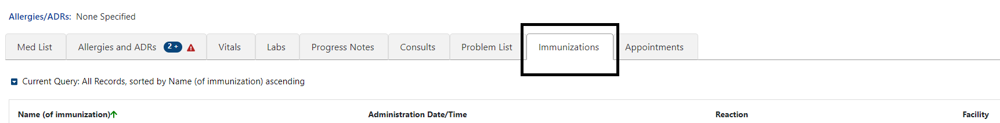 Allergies/ADRs: None Specified
Med List Allergies and ADRs 2 + Vitals Labs Progress Notes Consults Problem List Immunizations Appointments
Current Query: All Records, sorted by Name (of immunization) ascending
Name (of immunization) Administration Date/Time Reaction Facility